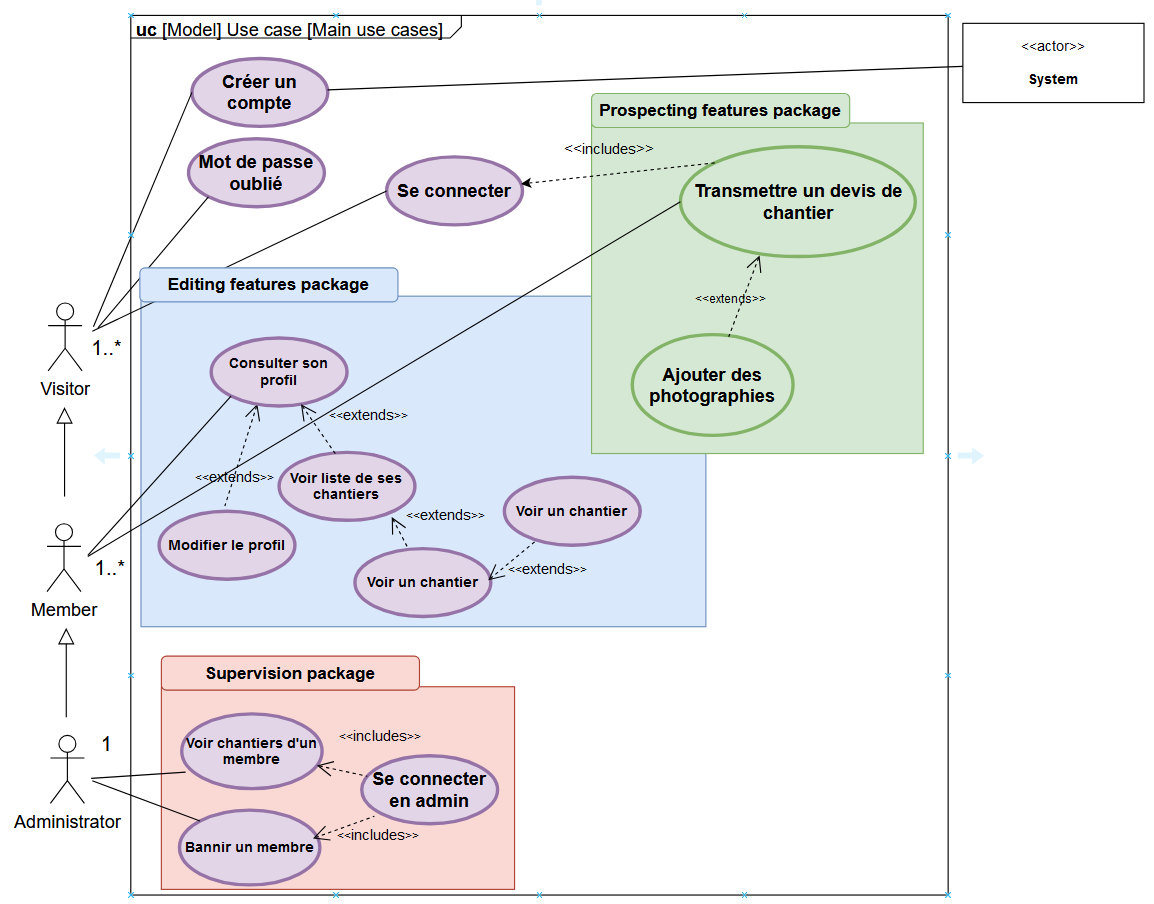 uc [Model] Use case [Main use cases]
<<actor>>
System
Créer un
compte
Prospecting features package
Mot de passe
oublié
<<includes>>
Se connecter
Transmettre un devis de
chantier
Editing features package
<<extends>>
1..*
Visitor
Consulter son
profil
Ajouter des
photographies
<<extends>>
<<extends>>
Voir liste de ses
chantiers
<<extends>>
Voir un chantier
Modifier le profil
1..*
Member
Voir un chantier
<<extends>>
Supervision package
1
Administrator
Voir chantiers d'un
membre
<<includes>>
Se connecter
en admin
<<includes>>
Bannir un membre